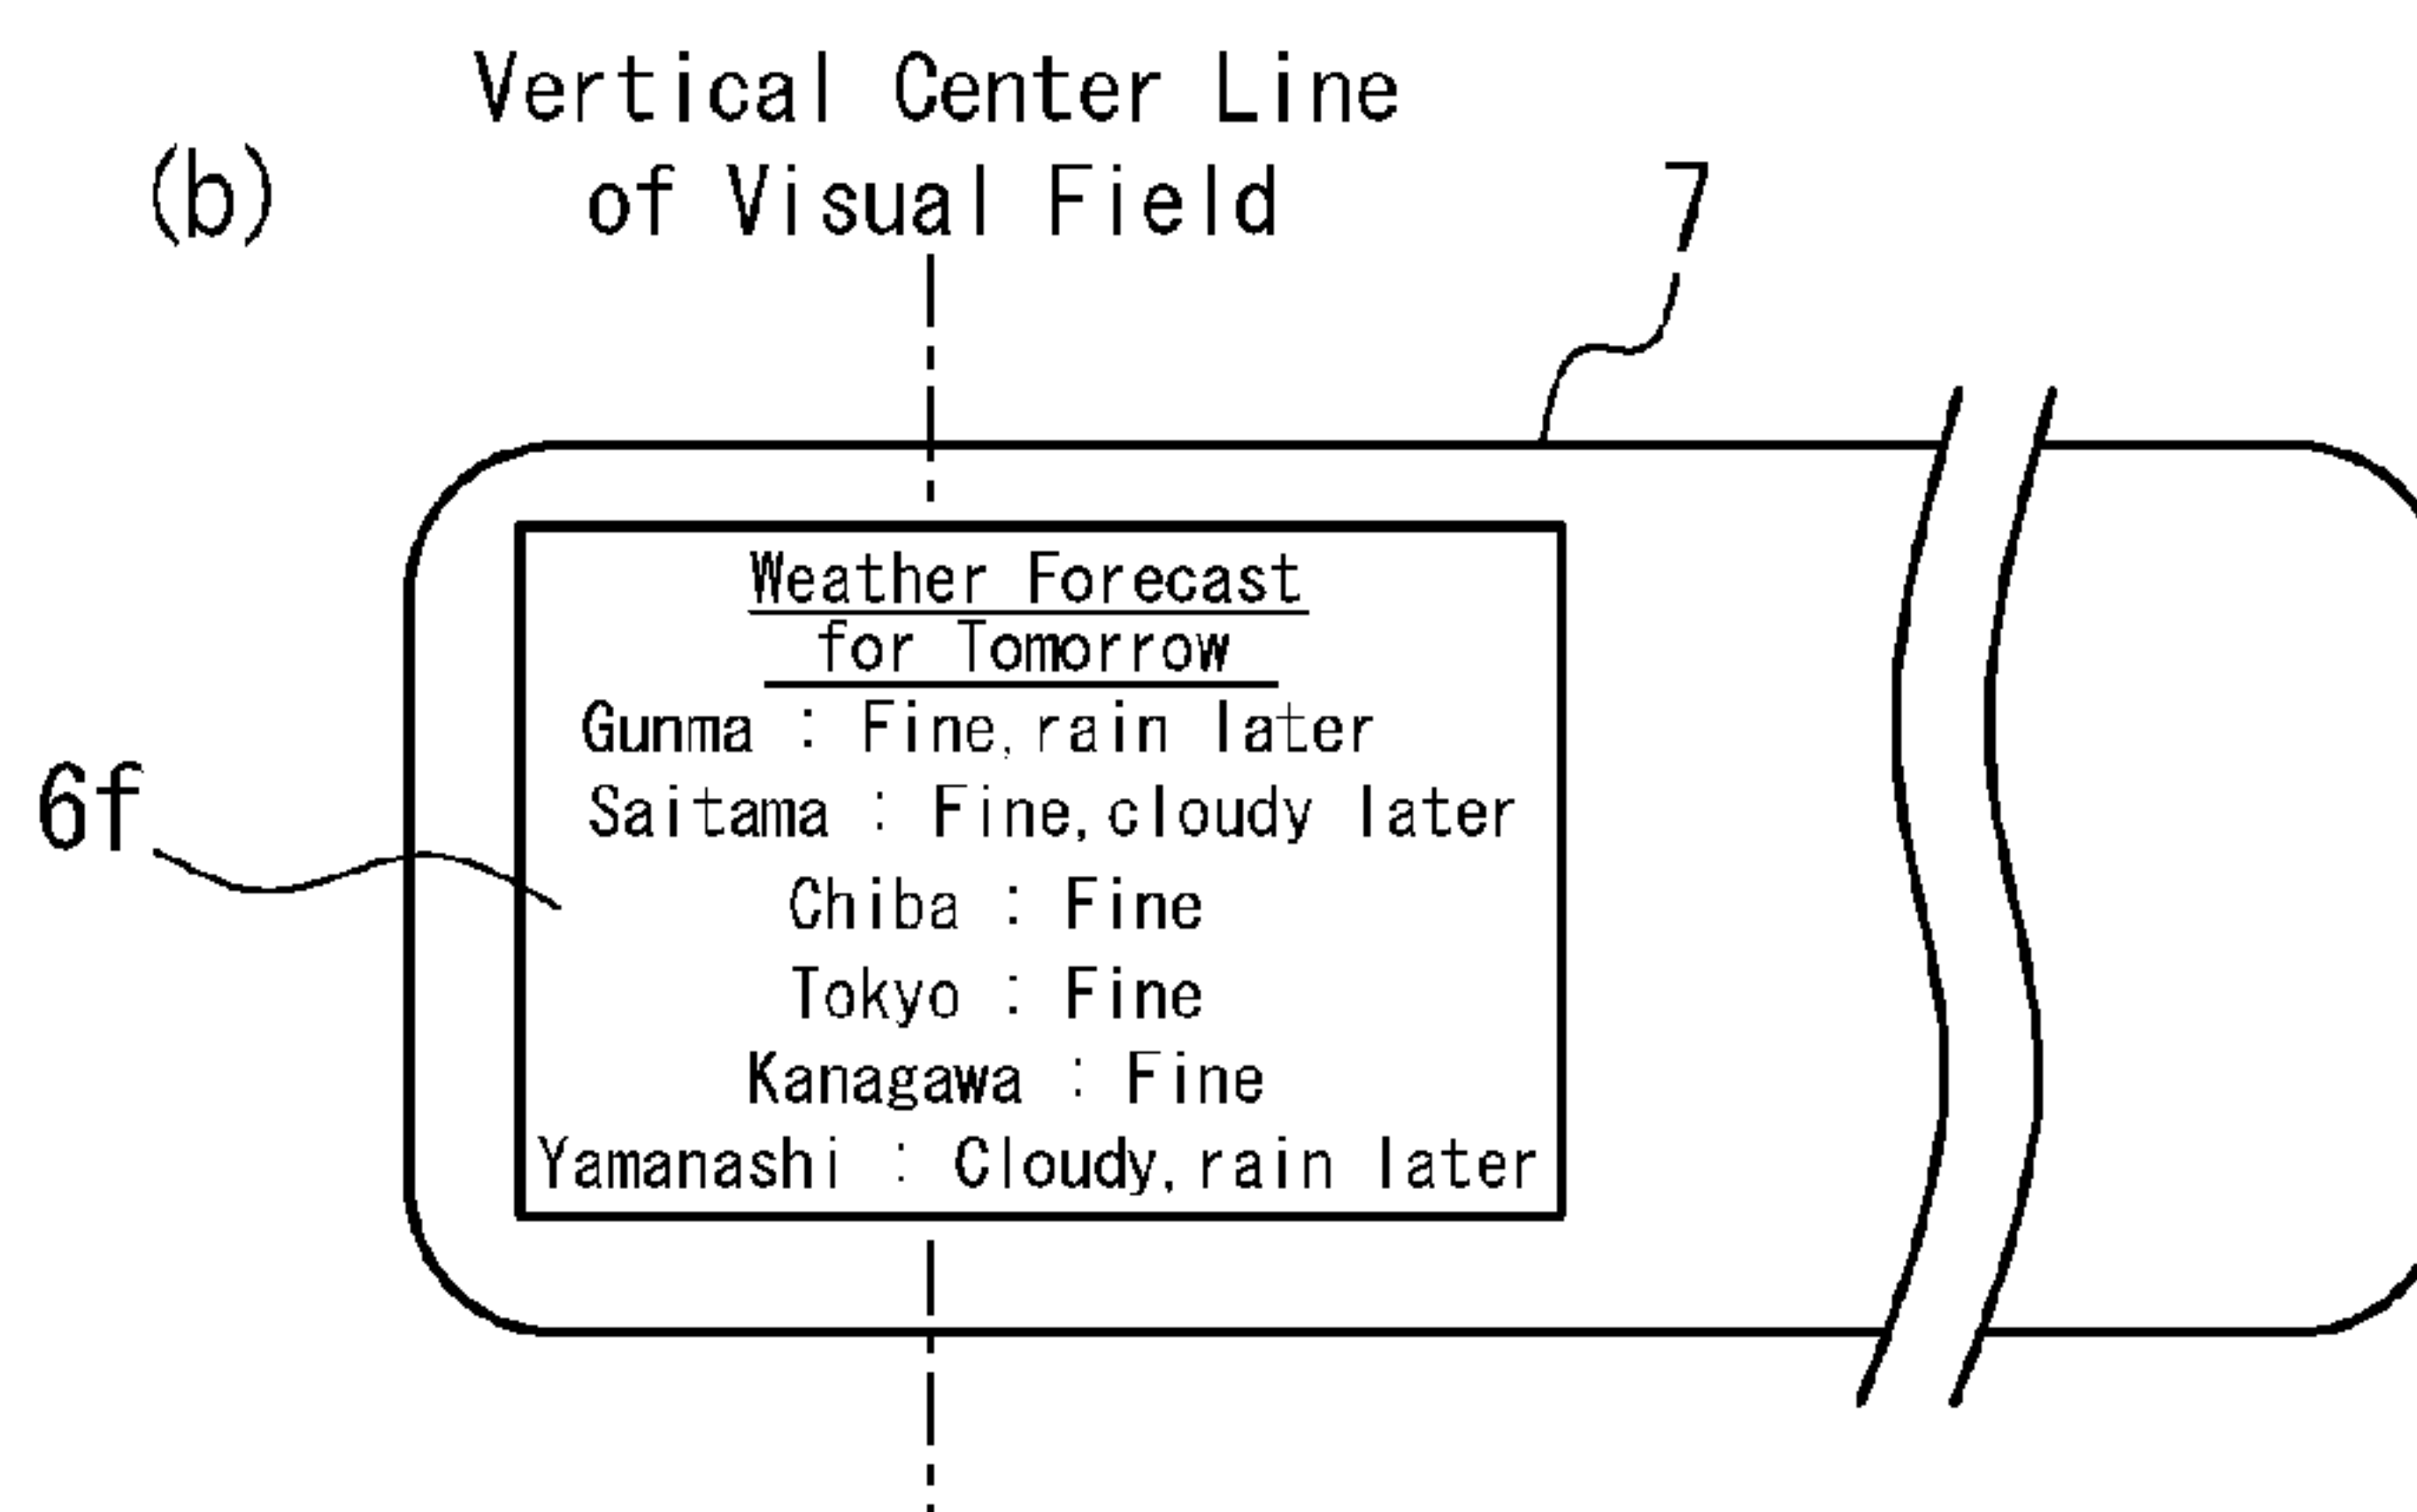 Vertical Center Line
of Visual Field
(b)
7
Weather Forecast
for Tomorrow
Gunma : Fine,rain later
Saitama : Fine,cloudy later
6f
Chiba : Fine
Tokyo : Fine
Kanagawa : Fine
Yamanashi : Cloudy,rain later